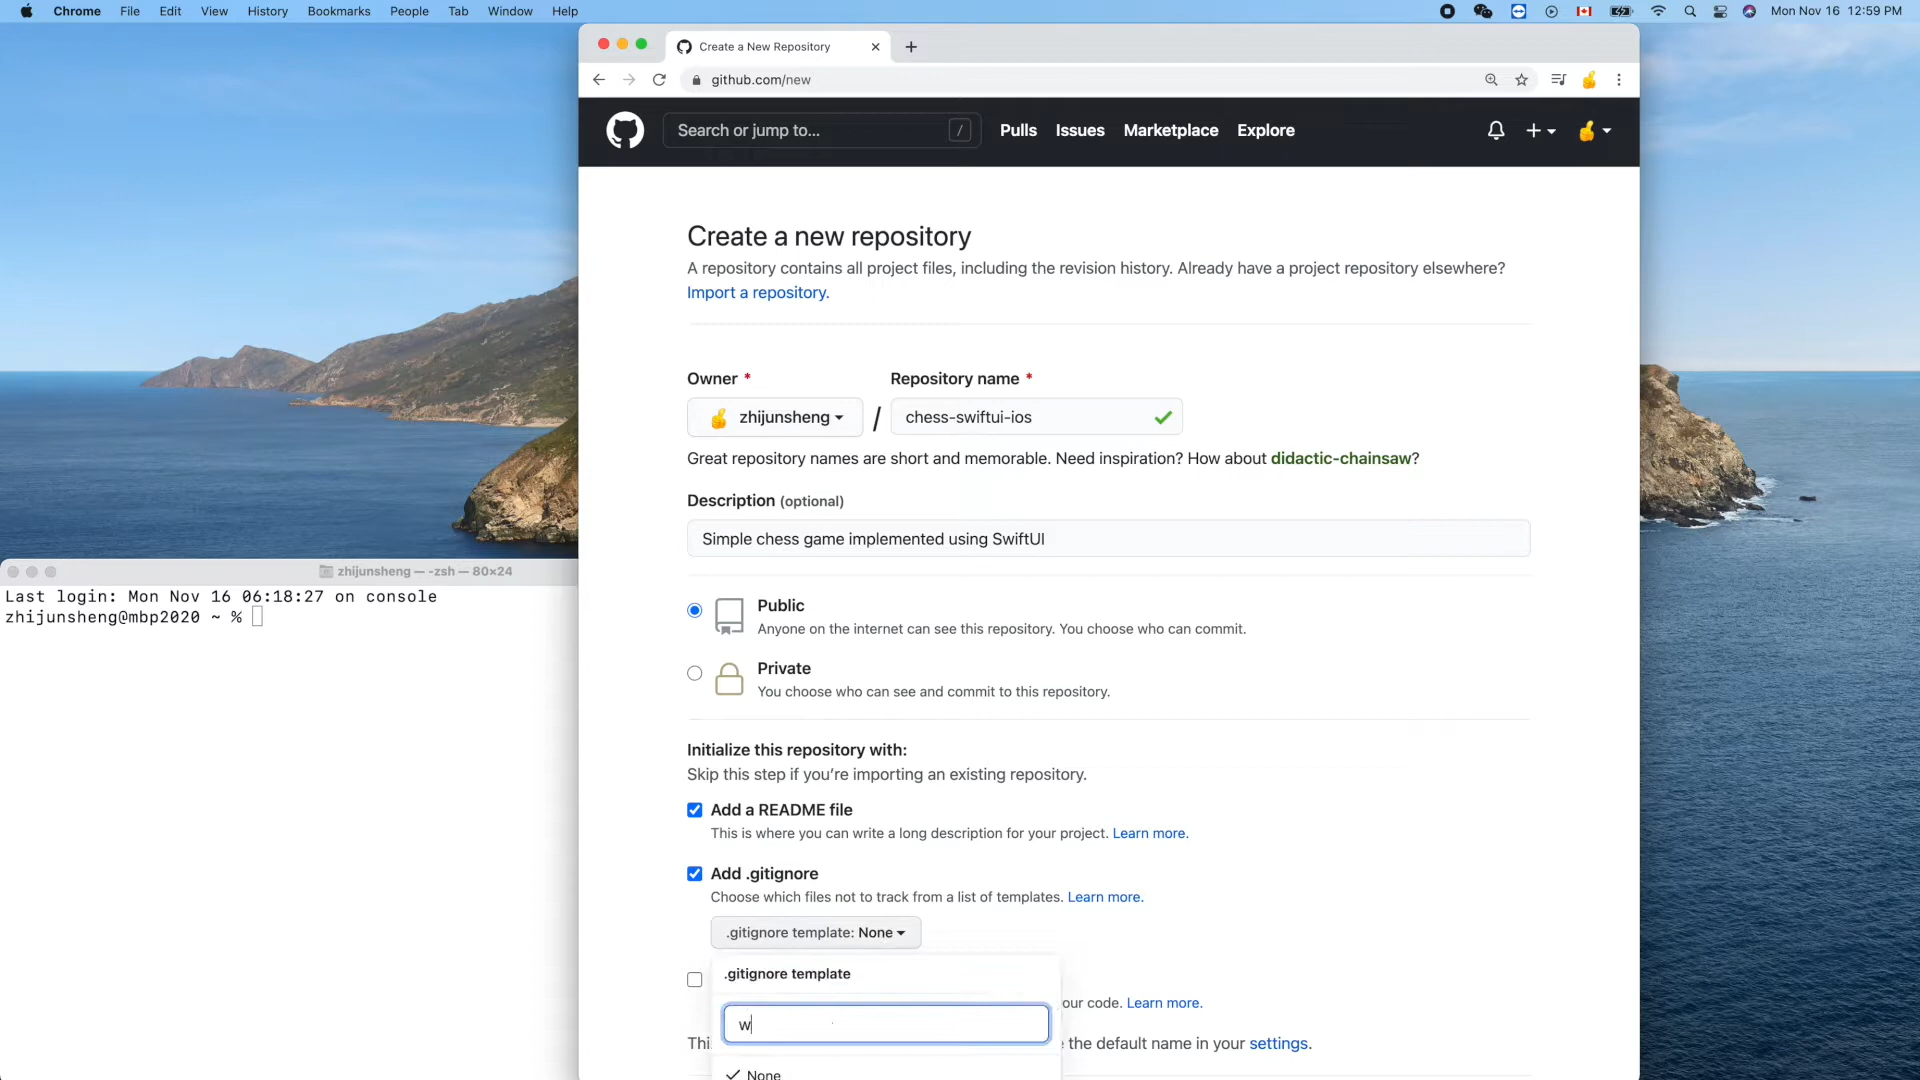 Chrome File Edit View History Bookmarks People Tab Window Help
Mon Nov 16 12:59 PM
Create a New Repository
github.com/new
Search or jump to... /
Pulls Issues Marketplace Explore
Create a new repository
A repository contains all project files, including the revision history. Already have a project repository elsewhere?
Import a repository.
Owner * Repository name *
zhijunsheng / chess-swiftui-ios
Great repository names are short and memorable. Need inspiration? How about didactic-chainsaw?
Description (optional)
Simple chess game implemented using SwiftUI
zhijunsheng — -zsh — 80×24
Last login: Mon Nov 16 06:18:27 on console
zhijunsheng@mbp2020 ~ %
Public
Anyone on the internet can see this repository. You choose who can commit.
Private
You choose who can see and commit to this repository.
Initialize this repository with:
Skip this step if you're importing an existing repository.
Add a README file
This is where you can write a long description for your project. Learn more.
Add .gitignore
Choose which files not to track from a list of templates. Learn more.
.gitignore template: None
.gitignore template
our code. Learn more.
w
Thi the default name in your settings.
None